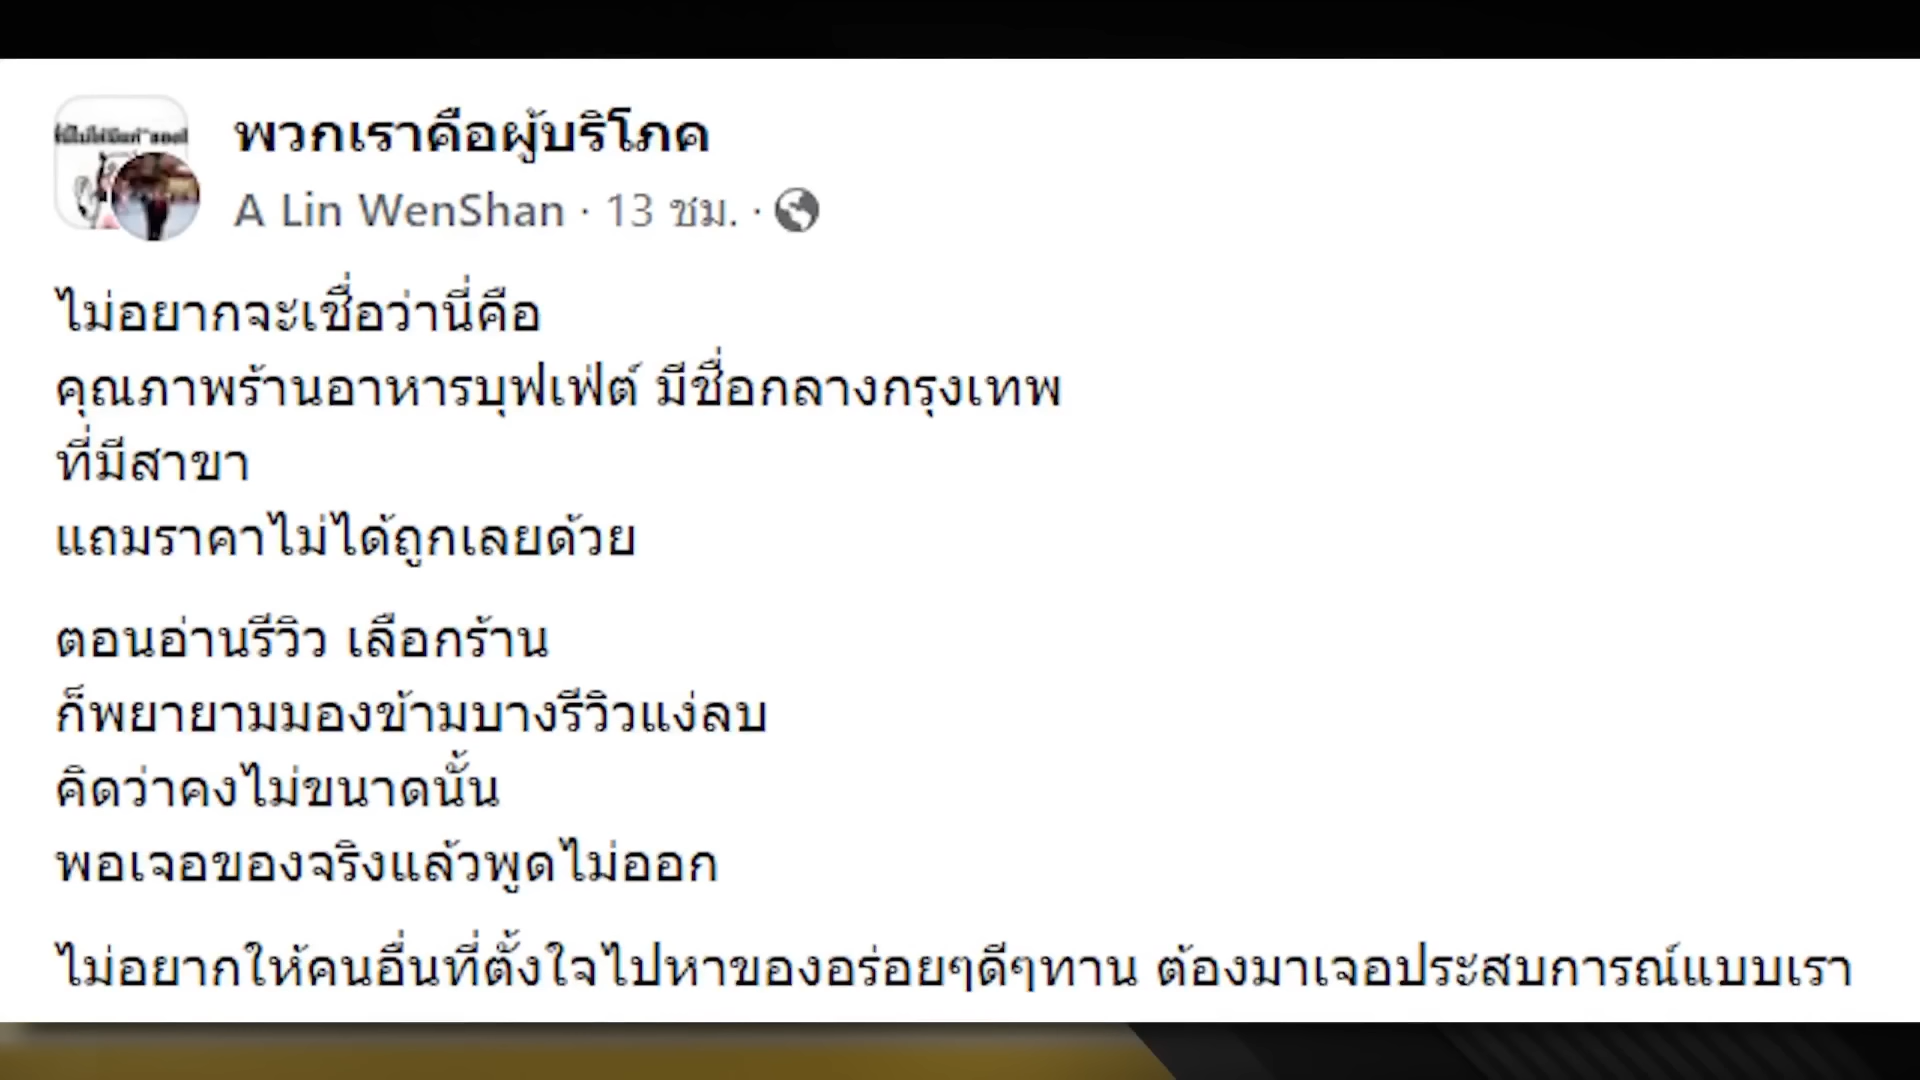 พวกเราคือผู้บริโภค
A Lin WenShan · 13 ชม. ·
ไม่อยากจะเชื่อว่านี่คือ
คุณภาพร้านอาหารบุฟเฟ่ต์ มีชื่อกลางกรุงเทพ
ที่มีสาขา
แถมราคาไม่ได้ถูกเลยด้วย
ตอนอ่านรีวิว เลือกร้าน
ก็พยายามมองข้ามบางรีวิวแง่ลบ
คิดว่าคงไม่ขนาดนั้น
พอเจอของจริงแล้วพูดไม่ออก
ไม่อยากให้คนอื่นที่ตั้งใจไปหาของอร่อยๆดีๆทาน ต้องมาเจอประสบการณ์แบบเรา